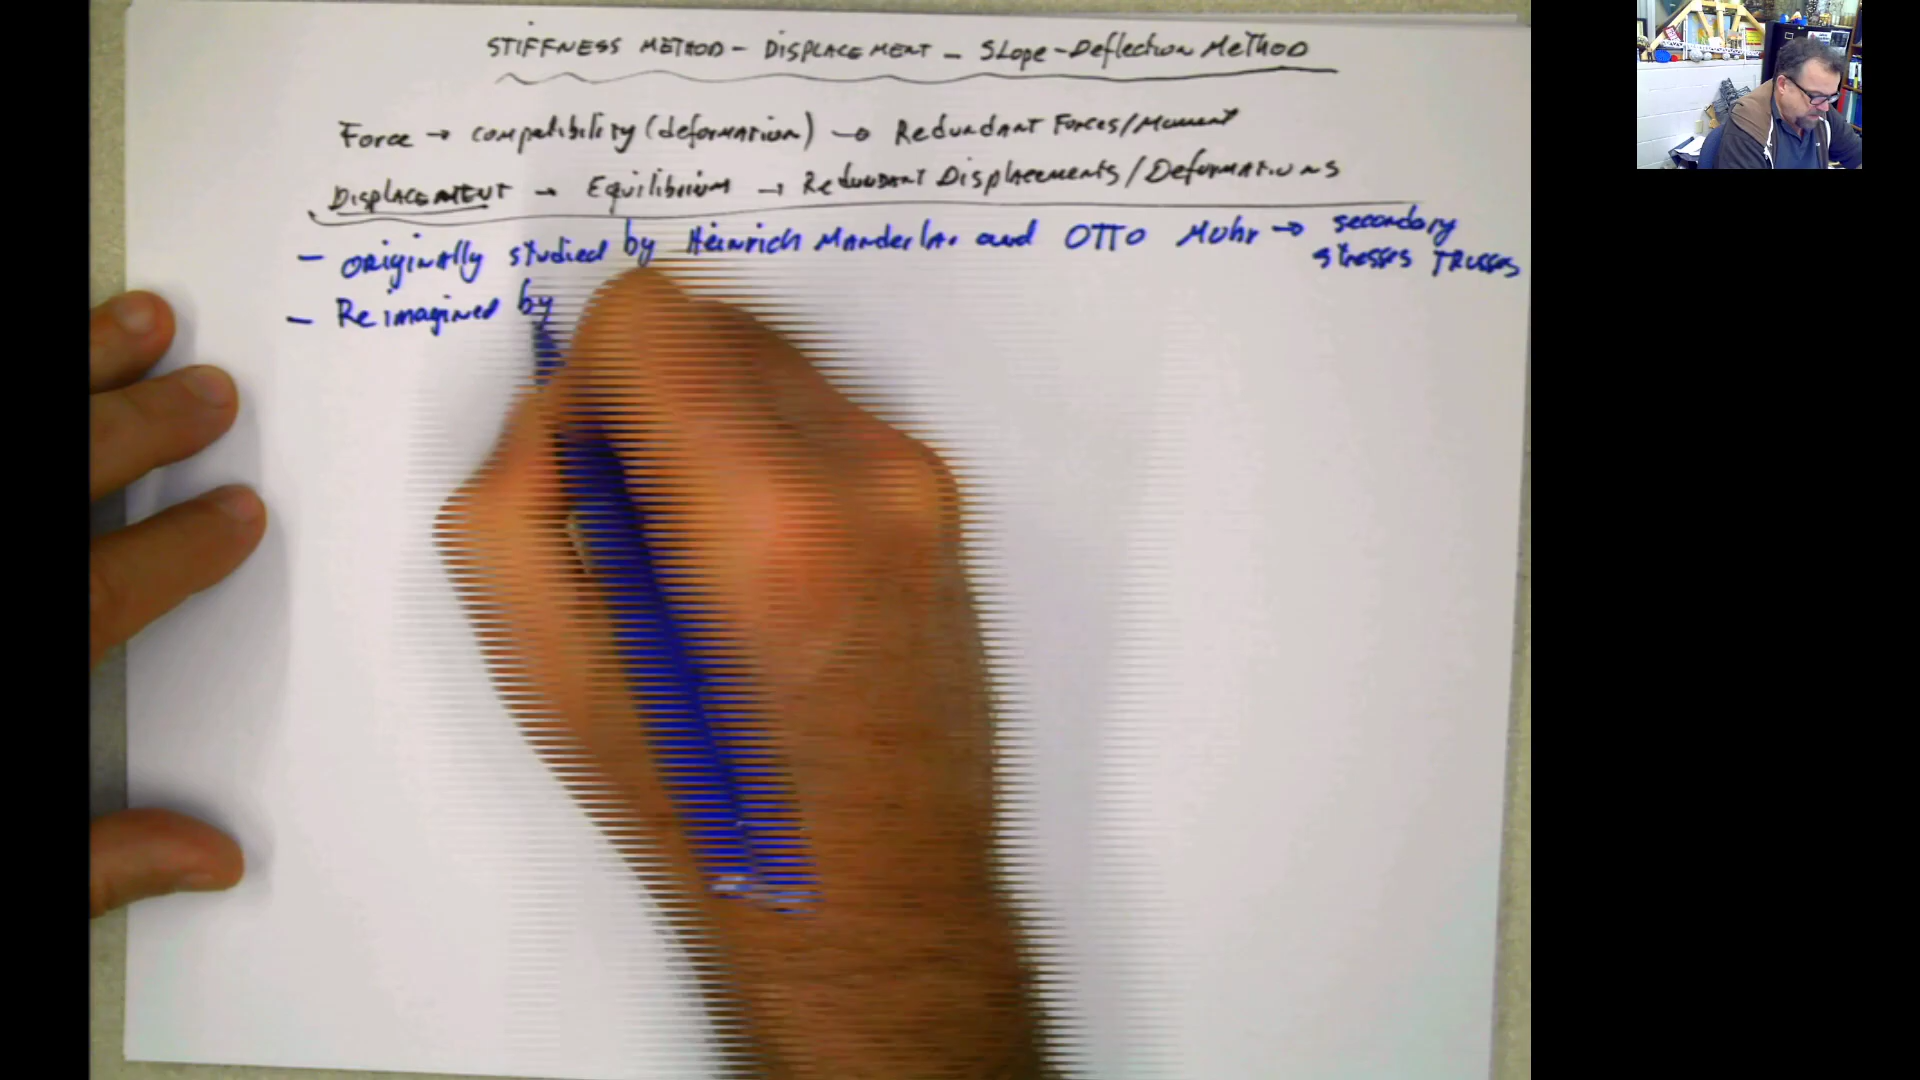 STIFFNESS METHOD - DISPLACEMENT - SLOPE-DEFLECTION METHOD
Force → compatibility (deformation) → Redundant Forces/Moment
DISPLACEMENT → Equilibrium → Redundant Displacements/Deformations
- originally studied by Heinrich Manderla. and OTTO Mohr → secondary
stresses TRUSSES
- Reimagined by